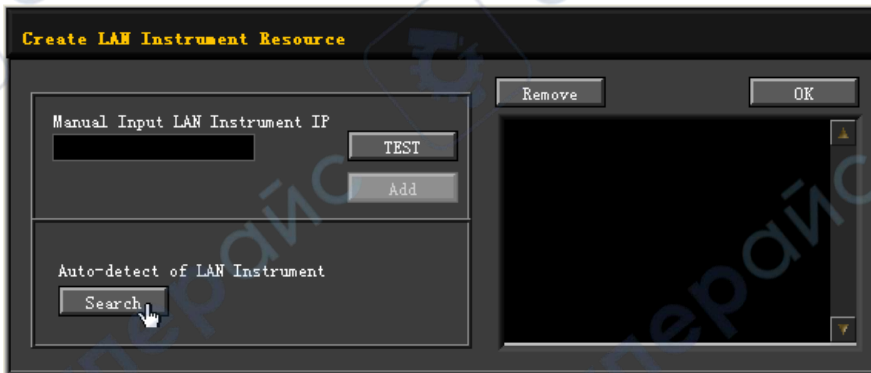 Create LAN Instrument Resource
Remove
OK
Manual Input LAN Instrument IP
TEST
Add
Auto-detect of LAN Instrument
Search